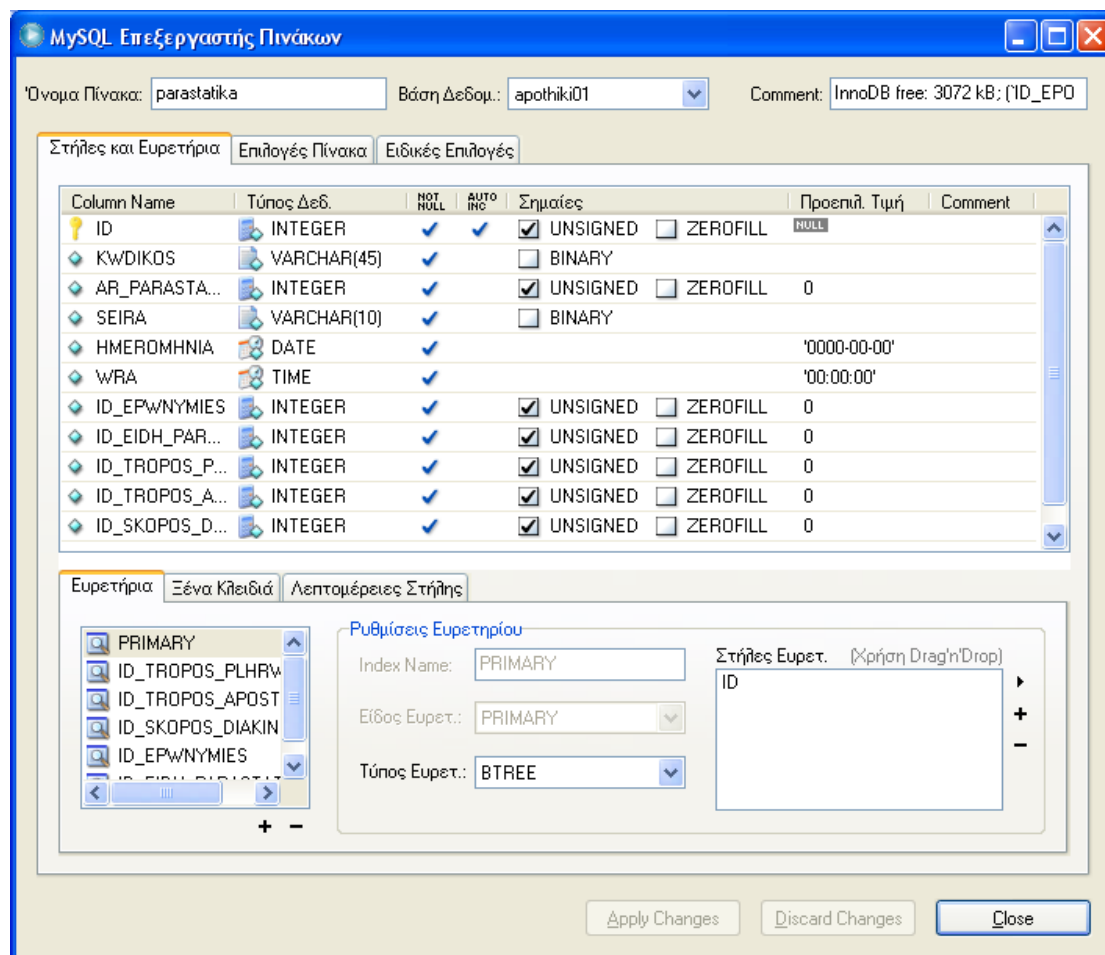 MySQL Επεξεργαστής Πινάκων
Όνομα Πίνακα: parastatika Βάση Δεδομ.: apothiki01 Comment: InnoDB free: 3072 kB; (`ID_EPO
Στήλες και Ευρετήρια Επιλογές Πίνακα Ειδικές Επιλογές
Column Name Τύπος Δεδ. NOT NULL AUTO INC Σημαίες Προεπιλ. Τιμή Comment
ID INTEGER UNSIGNED ZEROFILL NULL
KWDIKOS VARCHAR(45) BINARY
AR_PARASTA... INTEGER UNSIGNED ZEROFILL 0
SEIRA VARCHAR(10) BINARY
HMEROMHNIA DATE '0000-00-00'
WRA TIME '00:00:00'
ID_EPWNYMIES INTEGER UNSIGNED ZEROFILL 0
ID_EIDH_PAR... INTEGER UNSIGNED ZEROFILL 0
ID_TROPOS_P... INTEGER UNSIGNED ZEROFILL 0
ID_TROPOS_A... INTEGER UNSIGNED ZEROFILL 0
ID_SKOPOS_D... INTEGER UNSIGNED ZEROFILL 0
Ευρετήρια Ξένα Κλειδιά Λεπτομέρειες Στήλης
PRIMARY
ID_TROPOS_PLHRW
ID_TROPOS_APOST
ID_SKOPOS_DIAKIN
ID_EPWNYMIES
Ρυθμίσεις Ευρετηρίου
Index Name: PRIMARY
Είδος Ευρετ.: PRIMARY
Τύπος Ευρετ.: BTREE
Στήλες Ευρετ. (Χρήση Drag'n'Drop)
ID
Apply Changes Discard Changes Close